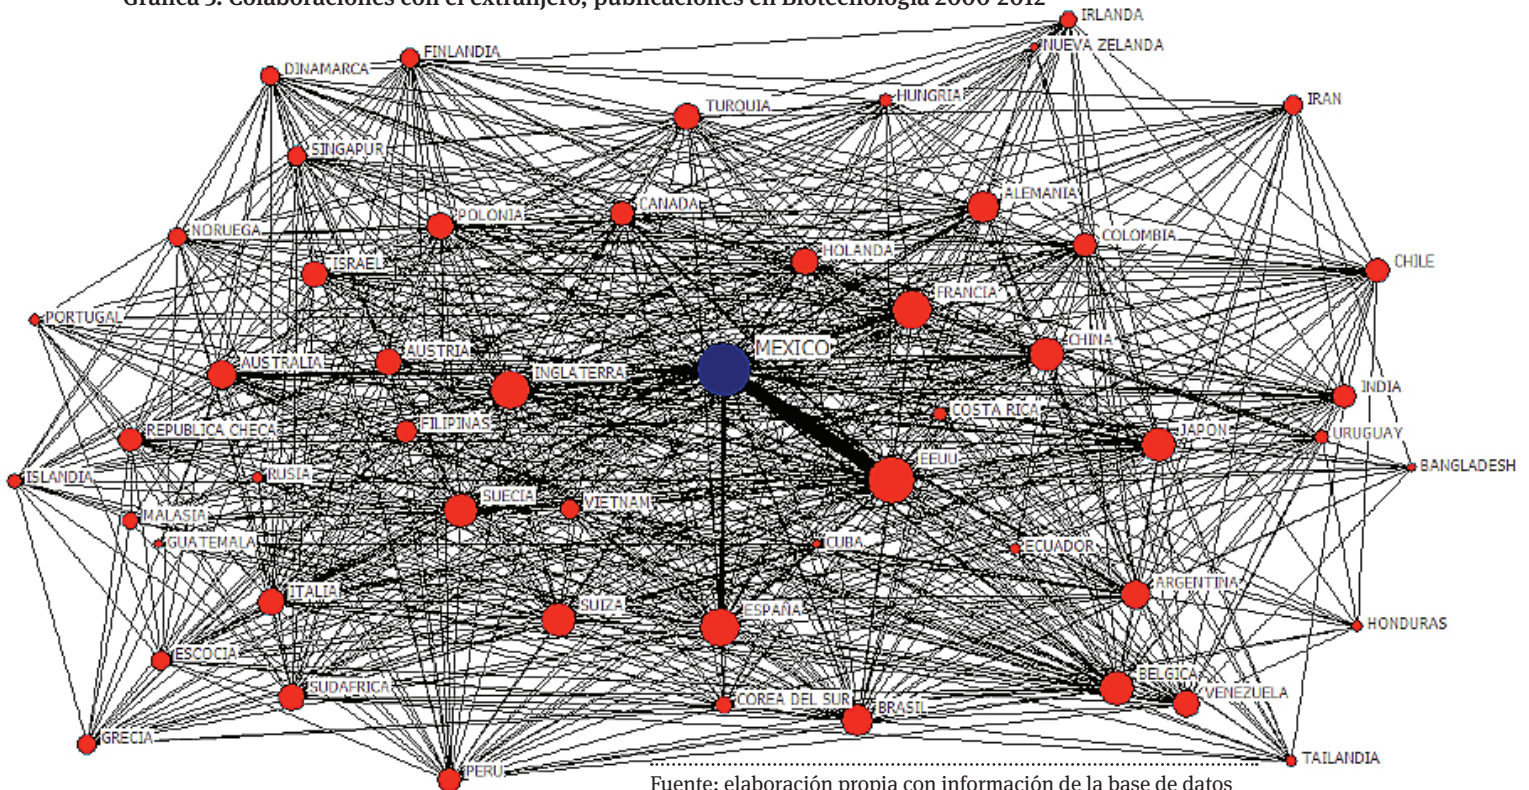 Gráfica 3. Colaboraciones con el extranjero, publicaciones en Biotecnología 2000-2012
IRLANDA
NUEVA ZELANDA
FINLANDIA
DINAMARCA
HUNGRIA
IRAN
TURQUIA
SINGAPUR
ALEMANIA
CANADA
POLONIA
NORUEGA
COLOMBIA
HOLANDA
ISRAEL
CHILE
FRANCIA
PORTUGAL
CHINA
MEXICO
AUSTRIA
AUSTRALIA
INGLATERRA
INDIA
COSTA RICA
FILIPINAS
REPUBLICA CHECA
JAPON
URUGUAY
EEUU
BANGLADESH
RUSIA
ISLANDIA
SUECIA
VIETNAM
MALASIA
GUATEMALA
CUBA
ECUADOR
ARGENTINA
ITALIA
SUIZA
ESPAÑA
HONDURAS
ESCOCIA
BELGICA
SUDAFRICA
VENEZUELA
COREA DEL SUR
BRASIL
GRECIA
TAILANDIA
PERU
Fuente: elaboración propia con información de la base de datos